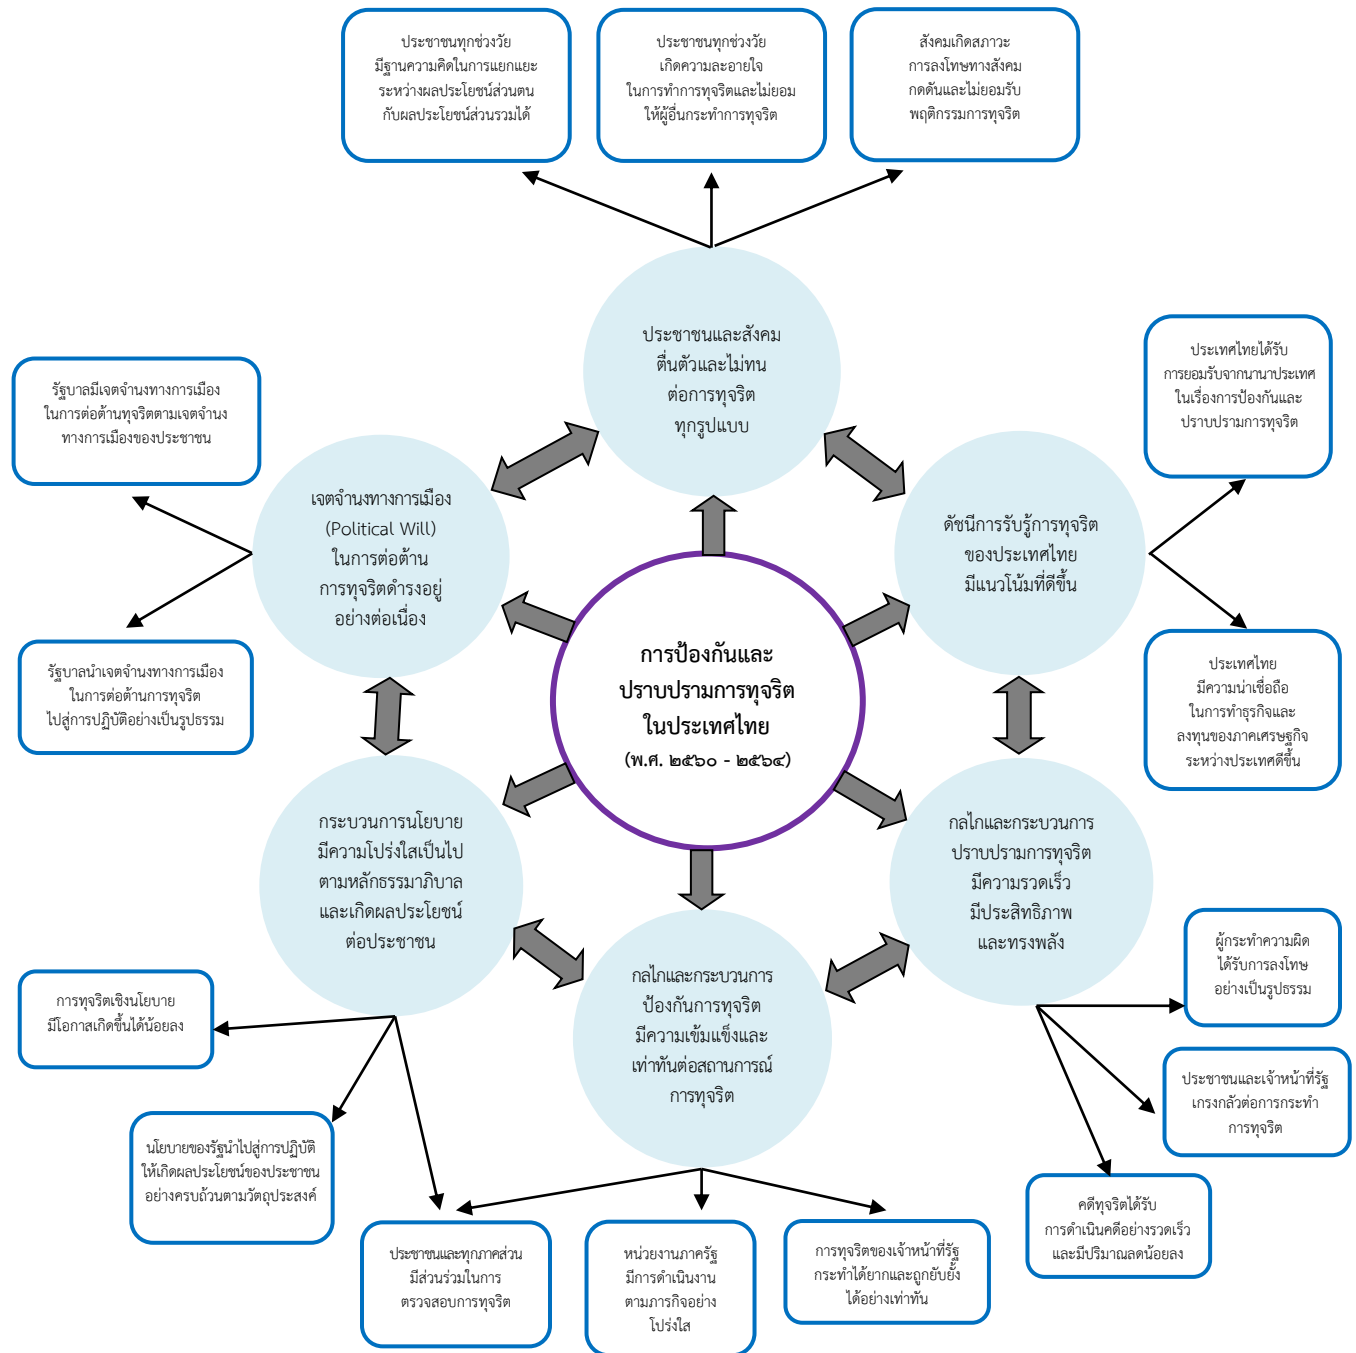 ประชาชนทุกช่วงวัย
มีฐานความคิดในการแยกแยะ
ระหว่างผลประโยชน์ส่วนตน
กับผลประโยชน์ส่วนรวมได้
ประชาชนทุกช่วงวัย
เกิดความละอายใจ
ในการทำการทุจริตและไม่ยอม
ให้ผู้อื่นกระทำการทุจริต
สังคมเกิดสภาวะ
การลงโทษทางสังคม
กดดันและไม่ยอมรับ
พฤติกรรมการทุจริต
ประชาชนและสังคม
ตื่นตัวและไม่ทน
ต่อการทุจริต
ทุกรูปแบบ
ประเทศไทยได้รับ
การยอมรับจากนานาประเทศ
ในเรื่องการป้องกันและ
ปราบปรามการทุจริต
รัฐบาลมีเจตจำนงทางการเมือง
ในการต่อต้านทุจริตตามเจตจำนง
ทางการเมืองของประชาชน
เจตจำนงทางการเมือง
(Political Will)
ในการต่อต้าน
การทุจริตดำรงอยู่
อย่างต่อเนื่อง
ดัชนีการรับรู้การทุจริต
ของประเทศไทย
มีแนวโน้มที่ดีขึ้น
รัฐบาลนำเจตจำนงทางการเมือง
ในการต่อต้านการทุจริต
ไปสู่การปฏิบัติอย่างเป็นรูปธรรม
การป้องกันและ
ปราบปรามการทุจริต
ในประเทศไทย
(พ.ศ. ๒๕๖๐ - ๒๕๖๔)
ประเทศไทย
มีความน่าเชื่อถือ
ในการทำธุรกิจและ
ลงทุนของภาคเศรษฐกิจ
ระหว่างประเทศดีขึ้น
กระบวนการนโยบาย
มีความโปร่งใสเป็นไป
ตามหลักธรรมาภิบาล
และเกิดผลประโยชน์
ต่อประชาชน
กลไกและกระบวนการ
ปราบปรามการทุจริต
มีความรวดเร็ว
มีประสิทธิภาพ
และทรงพลัง
กลไกและกระบวนการ
ป้องกันการทุจริต
มีความเข้มแข็งและ
เท่าทันต่อสถานการณ์
การทุจริต
ผู้กระทำความผิด
ได้รับการลงโทษ
อย่างเป็นรูปธรรม
การทุจริตเชิงนโยบาย
มีโอกาสเกิดขึ้นได้น้อยลง
ประชาชนและเจ้าหน้าที่รัฐ
เกรงกลัวต่อการกระทำ
การทุจริต
นโยบายของรัฐนำไปสู่การปฏิบัติ
ให้เกิดผลประโยชน์ของประชาชน
อย่างครบถ้วนตามวัตถุประสงค์
คดีทุจริตได้รับ
การดำเนินคดีอย่างรวดเร็ว
และมีปริมาณลดน้อยลง
ประชาชนและทุกภาคส่วน
มีส่วนร่วมในการ
ตรวจสอบการทุจริต
หน่วยงานภาครัฐ
มีการดำเนินงาน
ตามภารกิจอย่าง
โปร่งใส
การทุจริตของเจ้าหน้าที่รัฐ
กระทำได้ยากและถูกยับยั้ง
ได้อย่างเท่าทัน